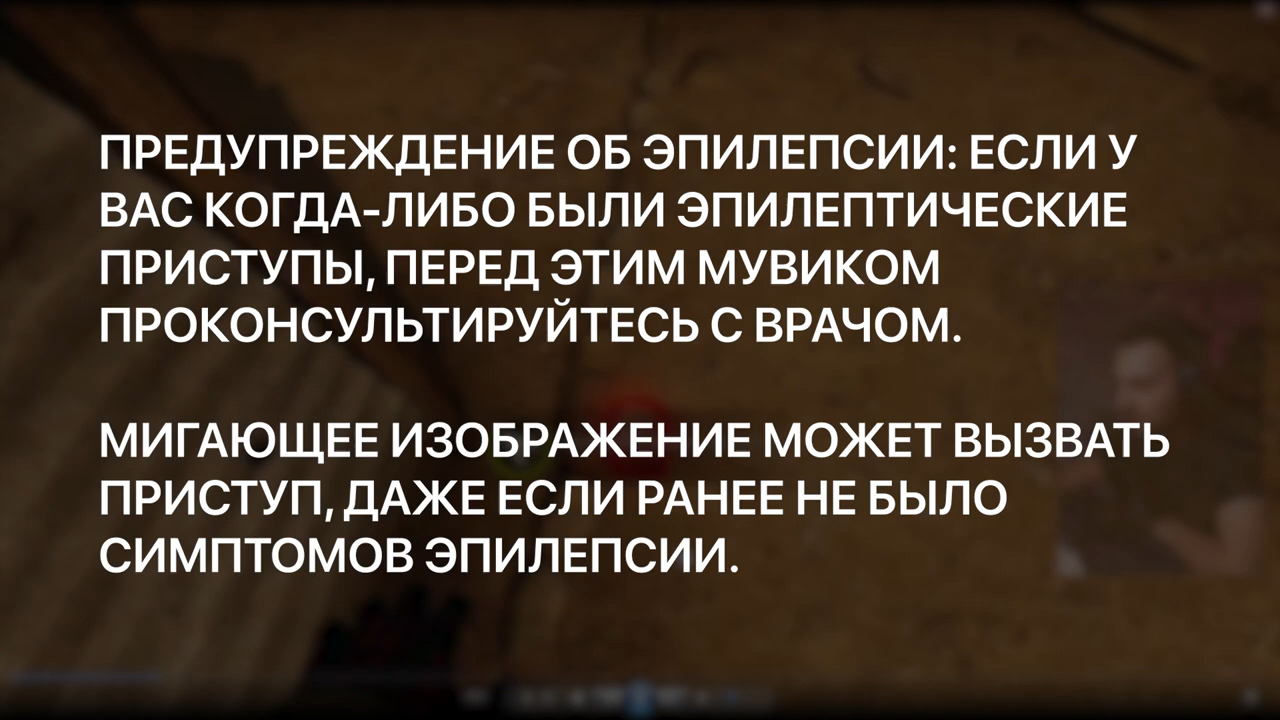 ПРЕДУПРЕЖДЕНИЕ ОБ ЭПИЛЕПСИИ: ЕСЛИ У
ВАС КОГДА-ЛИБО БЫЛИ ЭПИЛЕПТИЧЕСКИЕ
ПРИСТУПЫ, ПЕРЕД ЭТИМ МУВИКОМ
ПРОКОНСУЛЬТИРУЙТЕСЬ С ВРАЧОМ.
МИГАЮЩЕЕ ИЗОБРАЖЕНИЕ МОЖЕТ ВЫЗВАТЬ
ПРИСТУП, ДАЖЕ ЕСЛИ РАНЕЕ НЕ БЫЛО
СИМПТОМОВ ЭПИЛЕПСИИ.